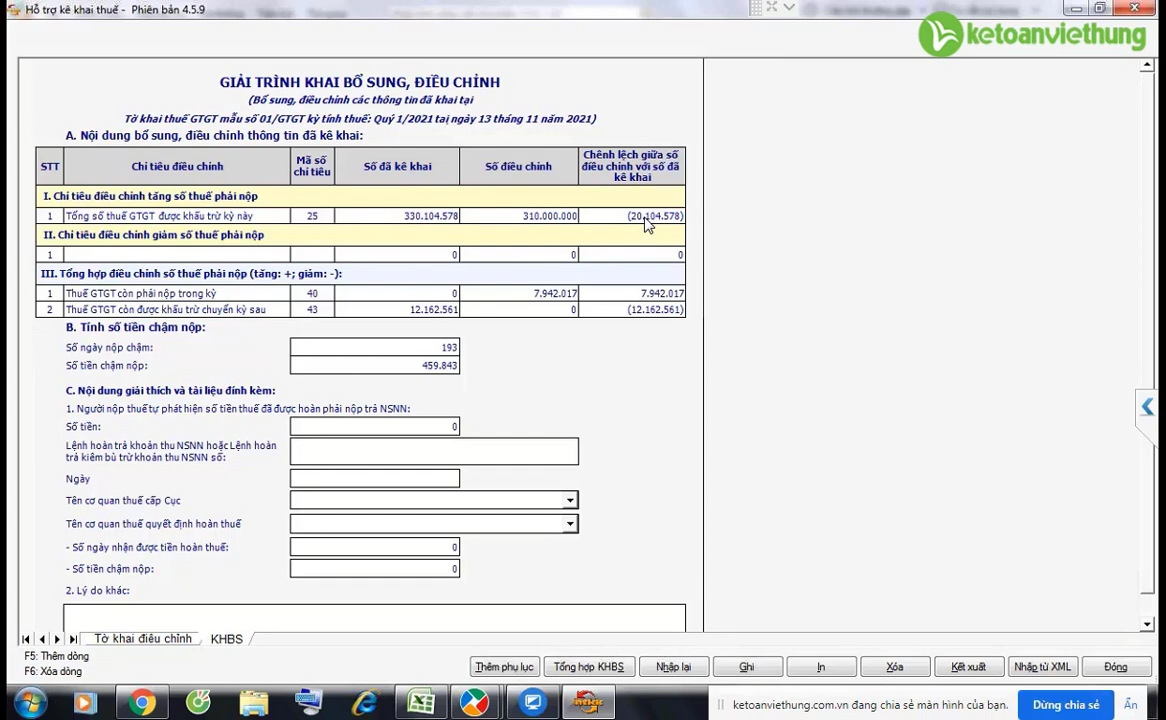 Hỗ trợ kê khai thuế - Phiên bản 4.5.9
ketoanviethung
GIẢI TRÌNH KHAI BỔ SUNG, ĐIỀU CHỈNH
(Bổ sung, điều chỉnh các thông tin đã khai tại
Tờ khai thuế GTGT mẫu số 01/GTGT kỳ tính thuế: Quý 1/2021 tại ngày 13 tháng 11 năm 2021)
A. Nội dung bổ sung, điều chỉnh thông tin đã kê khai:
STT Chỉ tiêu điều chỉnh Mã số chỉ tiêu Số đã kê khai Số điều chỉnh Chênh lệch giữa số điều chỉnh với số đã kê khai
I. Chỉ tiêu điều chỉnh tăng số thuế phải nộp
1 Tổng số thuế GTGT được khấu trừ kỳ này 25 330.104.578 310.000.000 (20.104.578)
II. Chỉ tiêu điều chỉnh giảm số thuế phải nộp
1 0 0 0
III. Tổng hợp điều chỉnh số thuế phải nộp (tăng: +; giảm: -):
1 Thuế GTGT còn phải nộp trong kỳ 40 0 7.942.017 7.942.017
2 Thuế GTGT còn được khấu trừ chuyển kỳ sau 43 12.162.561 0 (12.162.561)
B. Tính số tiền chậm nộp:
Số ngày nộp chậm: 193
Số tiền chậm nộp: 459.843
C. Nội dung giải thích và tài liệu đính kèm:
1. Người nộp thuế tự phát hiện số tiền thuế đã được hoàn phải nộp trả NSNN:
Số tiền: 0
Lệnh hoàn trả khoản thu NSNN hoặc Lệnh hoàn
trả kiêm bù trừ khoản thu NSNN số:
Ngày
Tên cơ quan thuế cấp Cục
Tên cơ quan thuế quyết định hoàn thuế
- Số ngày nhận được tiền hoàn thuế: 0
- Số tiền chậm nộp: 0
2. Lý do khác:
Tờ khai điều chỉnh KHBS
F5: Thêm dòng
F6: Xóa dòng
Thêm phụ lục Tổng hợp KHBS Nhập lại Ghi In Xóa Kết xuất Nhập từ XML Đóng
ketoanviethung.com.vn đang chia sẻ màn hình của bạn. Dừng chia sẻ Ẩn